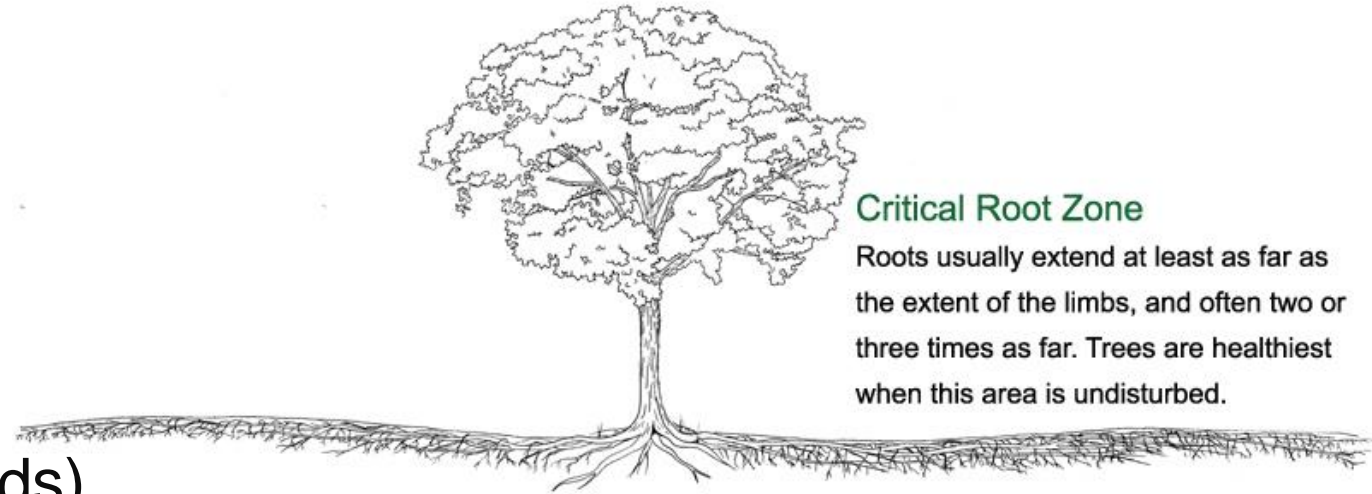 Critical Root Zone
Roots usually extend at least as far as
the extent of the limbs, and often two or
three times as far. Trees are healthiest
when this area is undisturbed.
ds)